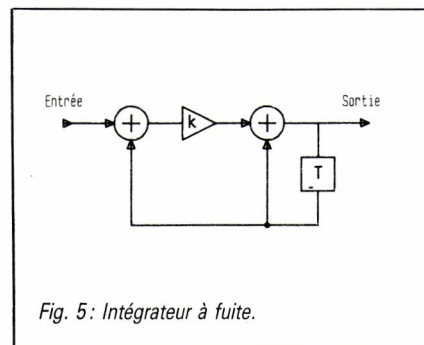 Entrée
Sortie
k
T
-
Fig. 5: Intégrateur à fuite.